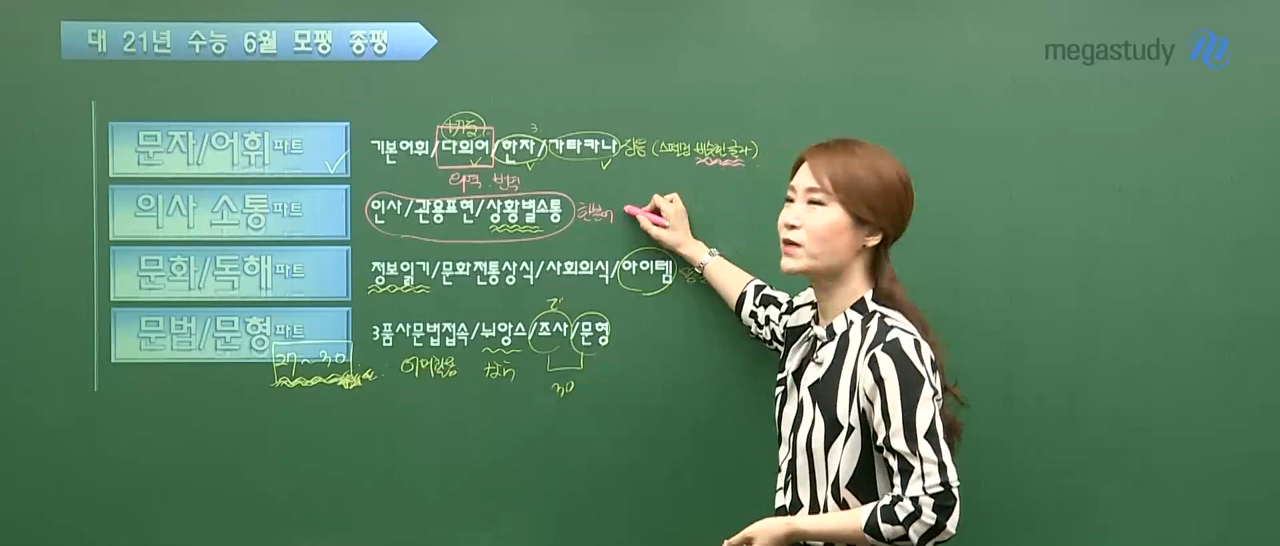 대 21년 수능 6월 모평 총평
megastudy
문자/어휘파트
기본어휘/다의어/한자/가타카나
3
의사 소통파트
인사/관용표현/상황별소통
문화/독해파트
정보읽기/문화전통상식/사회의식/아이템
문법/문형파트
3품사문법접속/뉘앙스/조사/문형
27~30
30